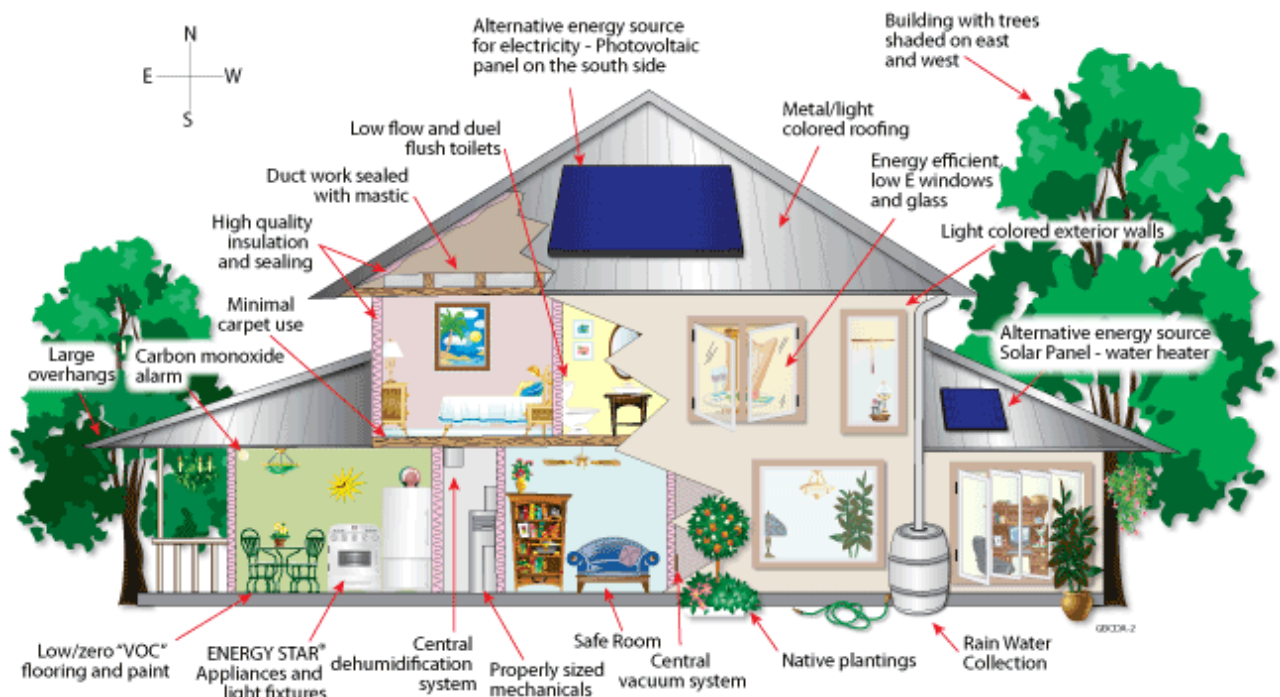 N
E
W
S
Alternative energy source
for electricity - Photovoltaic
panel on the south side
Building with trees
shaded on east
and west
Low flow and duel
flush toilets
Metal/light
colored roofing
Duct work sealed
with mastic
Energy efficient,
low E windows
and glass
High quality
insulation
and sealing
Light colored exterior walls
Minimal
carpet use
Large
overhangs
Carbon monoxide
alarm
Alternative energy source
Solar Panel - water heater
GBCDA-2
Low/zero “VOC”
flooring and paint
ENERGY STAR®
Appliances and
light fixtures
Central
dehumidification
system
Properly sized
mechanicals
Safe Room
Central
vacuum system
Native plantings
Rain Water
Collection